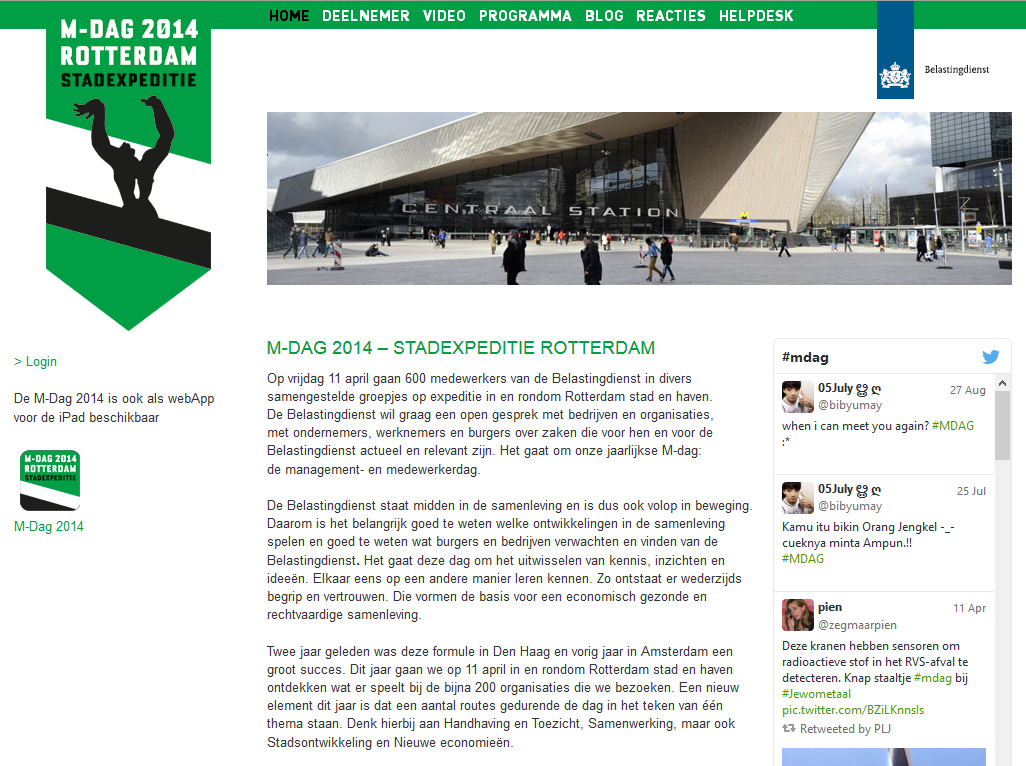 HOME DEELNEMER VIDEO PROGRAMMA BLOG REACTIES HELPDESK
M-DAG 2014
ROTTERDAM
STADEXPEDITIE
Belastingdienst
CENTRAAL STATION
> Login
De M-Dag 2014 is ook als webApp
voor de iPad beschikbaar
M-DAG 2014
ROTTERDAM
STADEXPEDITIE
M-Dag 2014
M-DAG 2014 – STADEXPEDITIE ROTTERDAM
Op vrijdag 11 april gaan 600 medewerkers van de Belastingdienst in divers
samengestelde groepjes op expeditie in en rondom Rotterdam stad en haven.
De Belastingdienst wil graag een open gesprek met bedrijven en organisaties,
met ondernemers, werknemers en burgers over zaken die voor hen en voor de
Belastingdienst actueel en relevant zijn. Het gaat om onze jaarlijkse M-dag:
de management- en medewerkerdag.
De Belastingdienst staat midden in de samenleving en is dus ook volop in beweging.
Daarom is het belangrijk goed te weten welke ontwikkelingen in de samenleving
spelen en goed te weten wat burgers en bedrijven verwachten en vinden van de
Belastingdienst. Het gaat deze dag om het uitwisselen van kennis, inzichten en
ideeën. Elkaar eens op een andere manier leren kennen. Zo ontstaat er wederzijds
begrip en vertrouwen. Die vormen de basis voor een economisch gezonde en
rechtvaardige samenleving.
Twee jaar geleden was deze formule in Den Haag en vorig jaar in Amsterdam een
groot succes. Dit jaar gaan we op 11 april in en rondom Rotterdam stad en haven
ontdekken wat er speelt bij de bijna 200 organisaties die we bezoeken. Een nieuw
element dit jaar is dat een aantal routes gedurende de dag in het teken van één
thema staan. Denk hierbij aan Handhaving en Toezicht, Samenwerking, maar ook
Stadsontwikkeling en Nieuwe economieën.
#mdag
05July ღ 27 Aug
@bibyumay
when i can meet you again? #MDAG
:*
05July ღ 25 Jul
@bibyumay
Kamu itu bikin Orang Jengkel -_-
cueknya minta Ampun.!!
#MDAG
pien 11 Apr
@zegmaarpien
Deze kranen hebben sensoren om
radioactieve stof in het RVS-afval te
detecteren. Knap staaltje #mdag bij
#Jewometaal
pic.twitter.com/BZiLKnnsls
Retweeted by PLJ